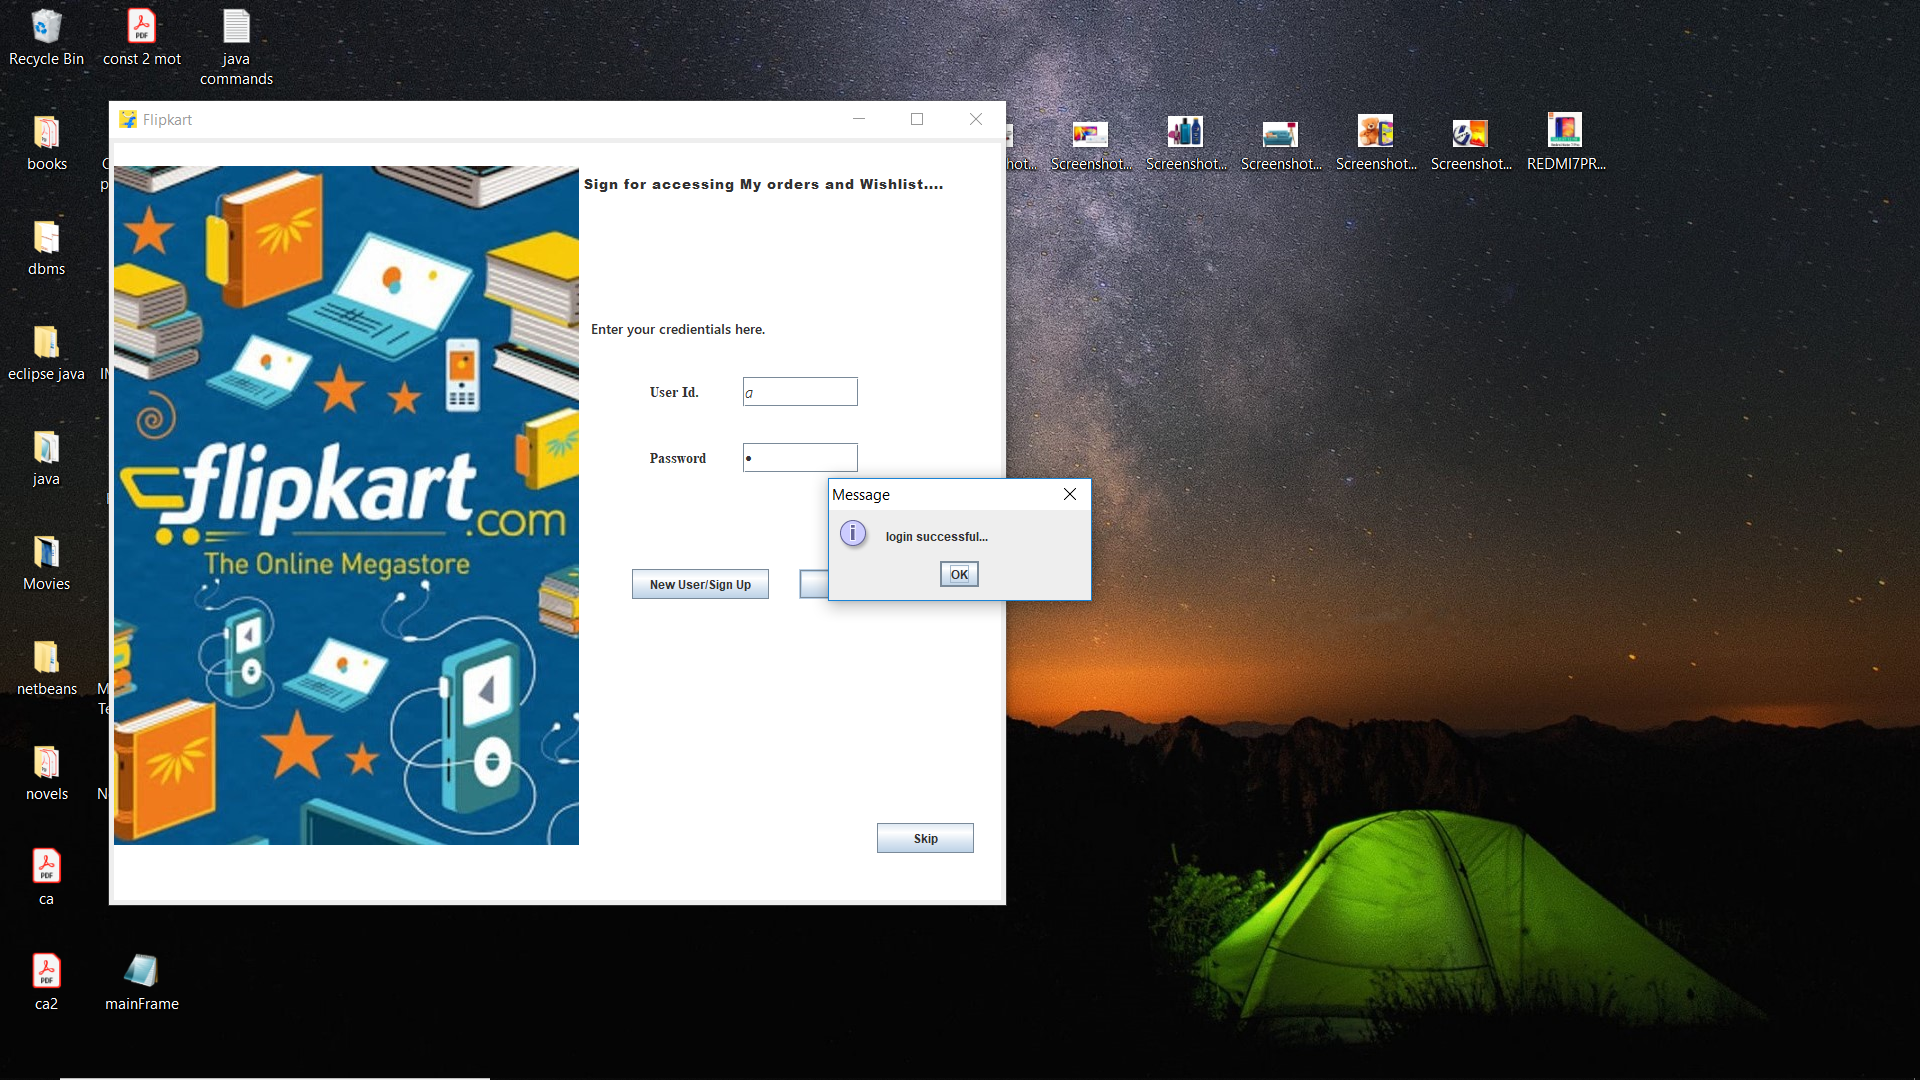 Recycle Bin
const 2 mot
java
commands
books
dbms
eclipse java
java
Movies
netbeans
novels
ca
ca2
mainFrame
Flipkart
Sign for accessing My orders and Wishlist....
Enter your credientials here.
User Id. a
Password
New User/Sign Up
Skip
flipkart.com
The Online Megastore
Message
login successful...
OK
Screenshot...
Screenshot...
Screenshot...
Screenshot...
Screenshot...
REDMI7PR...